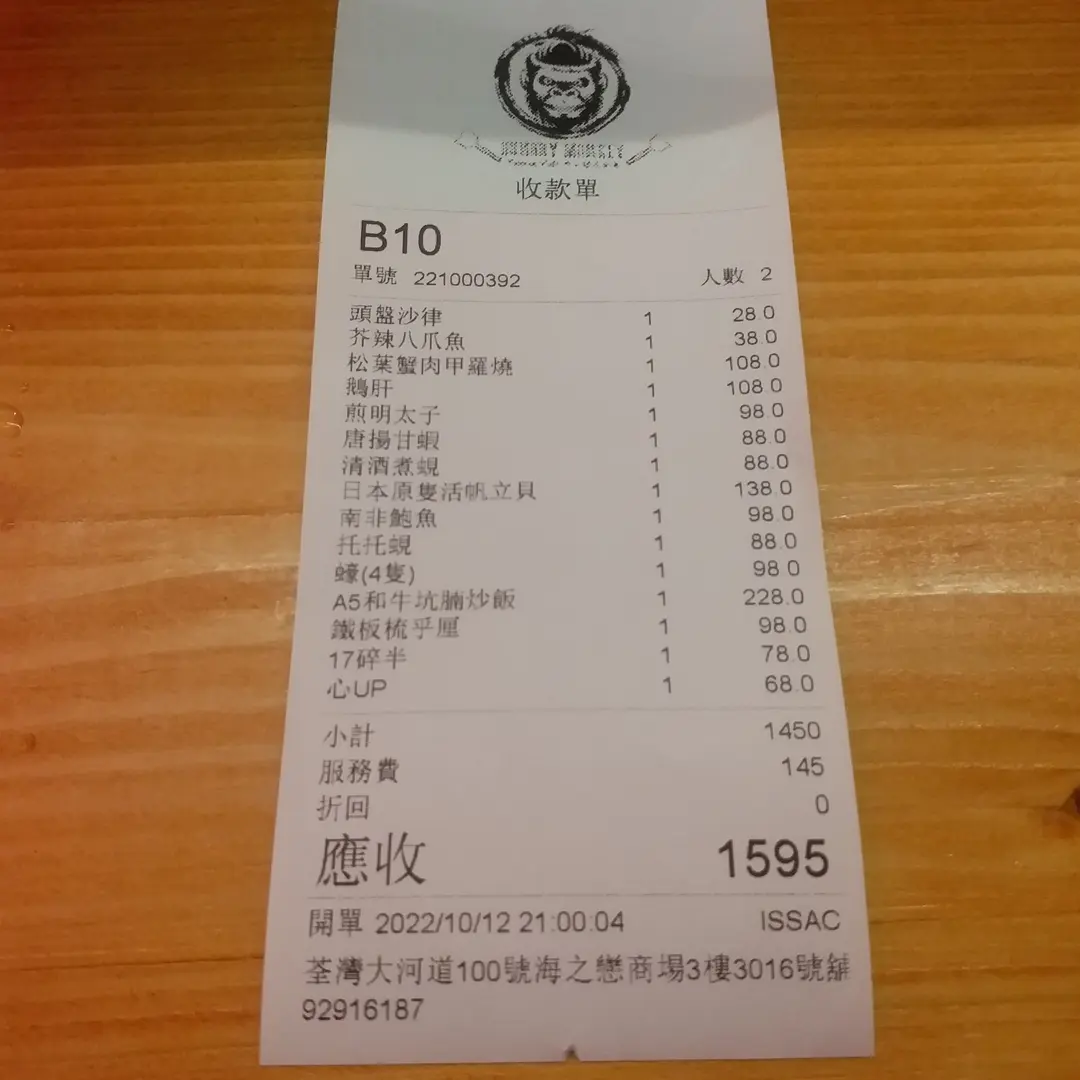 收款單
B10
單號 221000392 人數 2
頭盤沙律 1 28.0
芥辣八爪魚 1 38.0
松葉蟹肉甲羅燒 1 108.0
鵝肝 1 108.0
煎明太子 1 98.0
唐揚甘蝦 1 88.0
清酒煮蜆 1 88.0
日本原隻活帆立貝 1 138.0
南非鮑魚 1 98.0
托托蜆 1 88.0
蠔(4隻) 1 98.0
A5和牛坑腩炒飯 1 228.0
鐵板梳乎厘 1 98.0
17碎半 1 78.0
心UP 1 68.0
小計 1450
服務費 145
折回 0
應收 1595
開單 2022/10/12 21:00:04 ISSAC
荃灣大河道100號海之戀商場3樓3016號舖
92916187